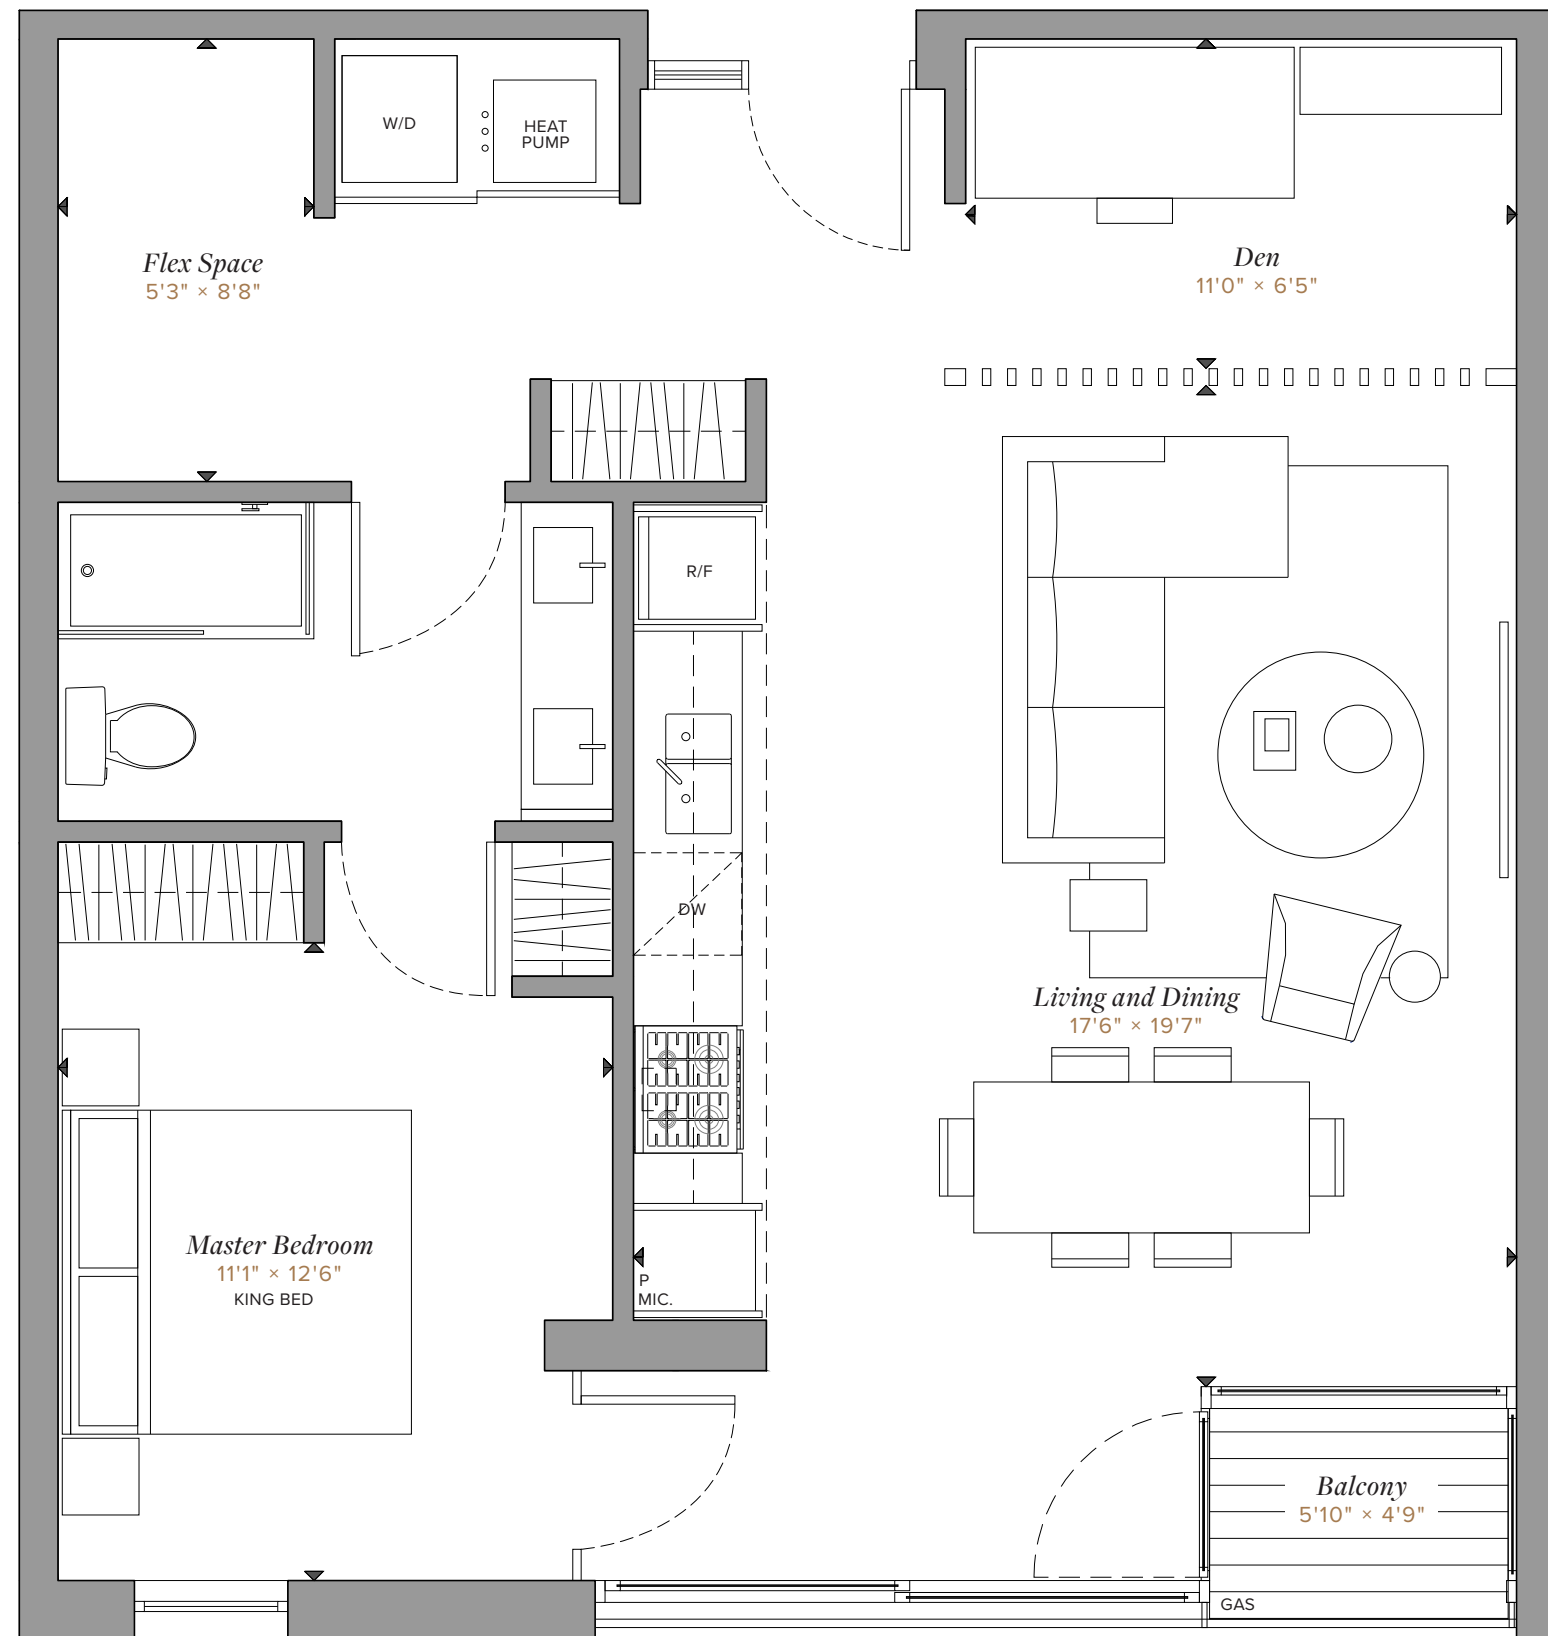 W/D
HEAT
PUMP
Flex Space
5'3" × 8'8"
Den
11'0" × 6'5"
R/F
DW
Living and Dining
17'6" × 19'7"
Master Bedroom
11'1" × 12'6"
KING BED
P
MIC.
Balcony
5'10" × 4'9"
GAS